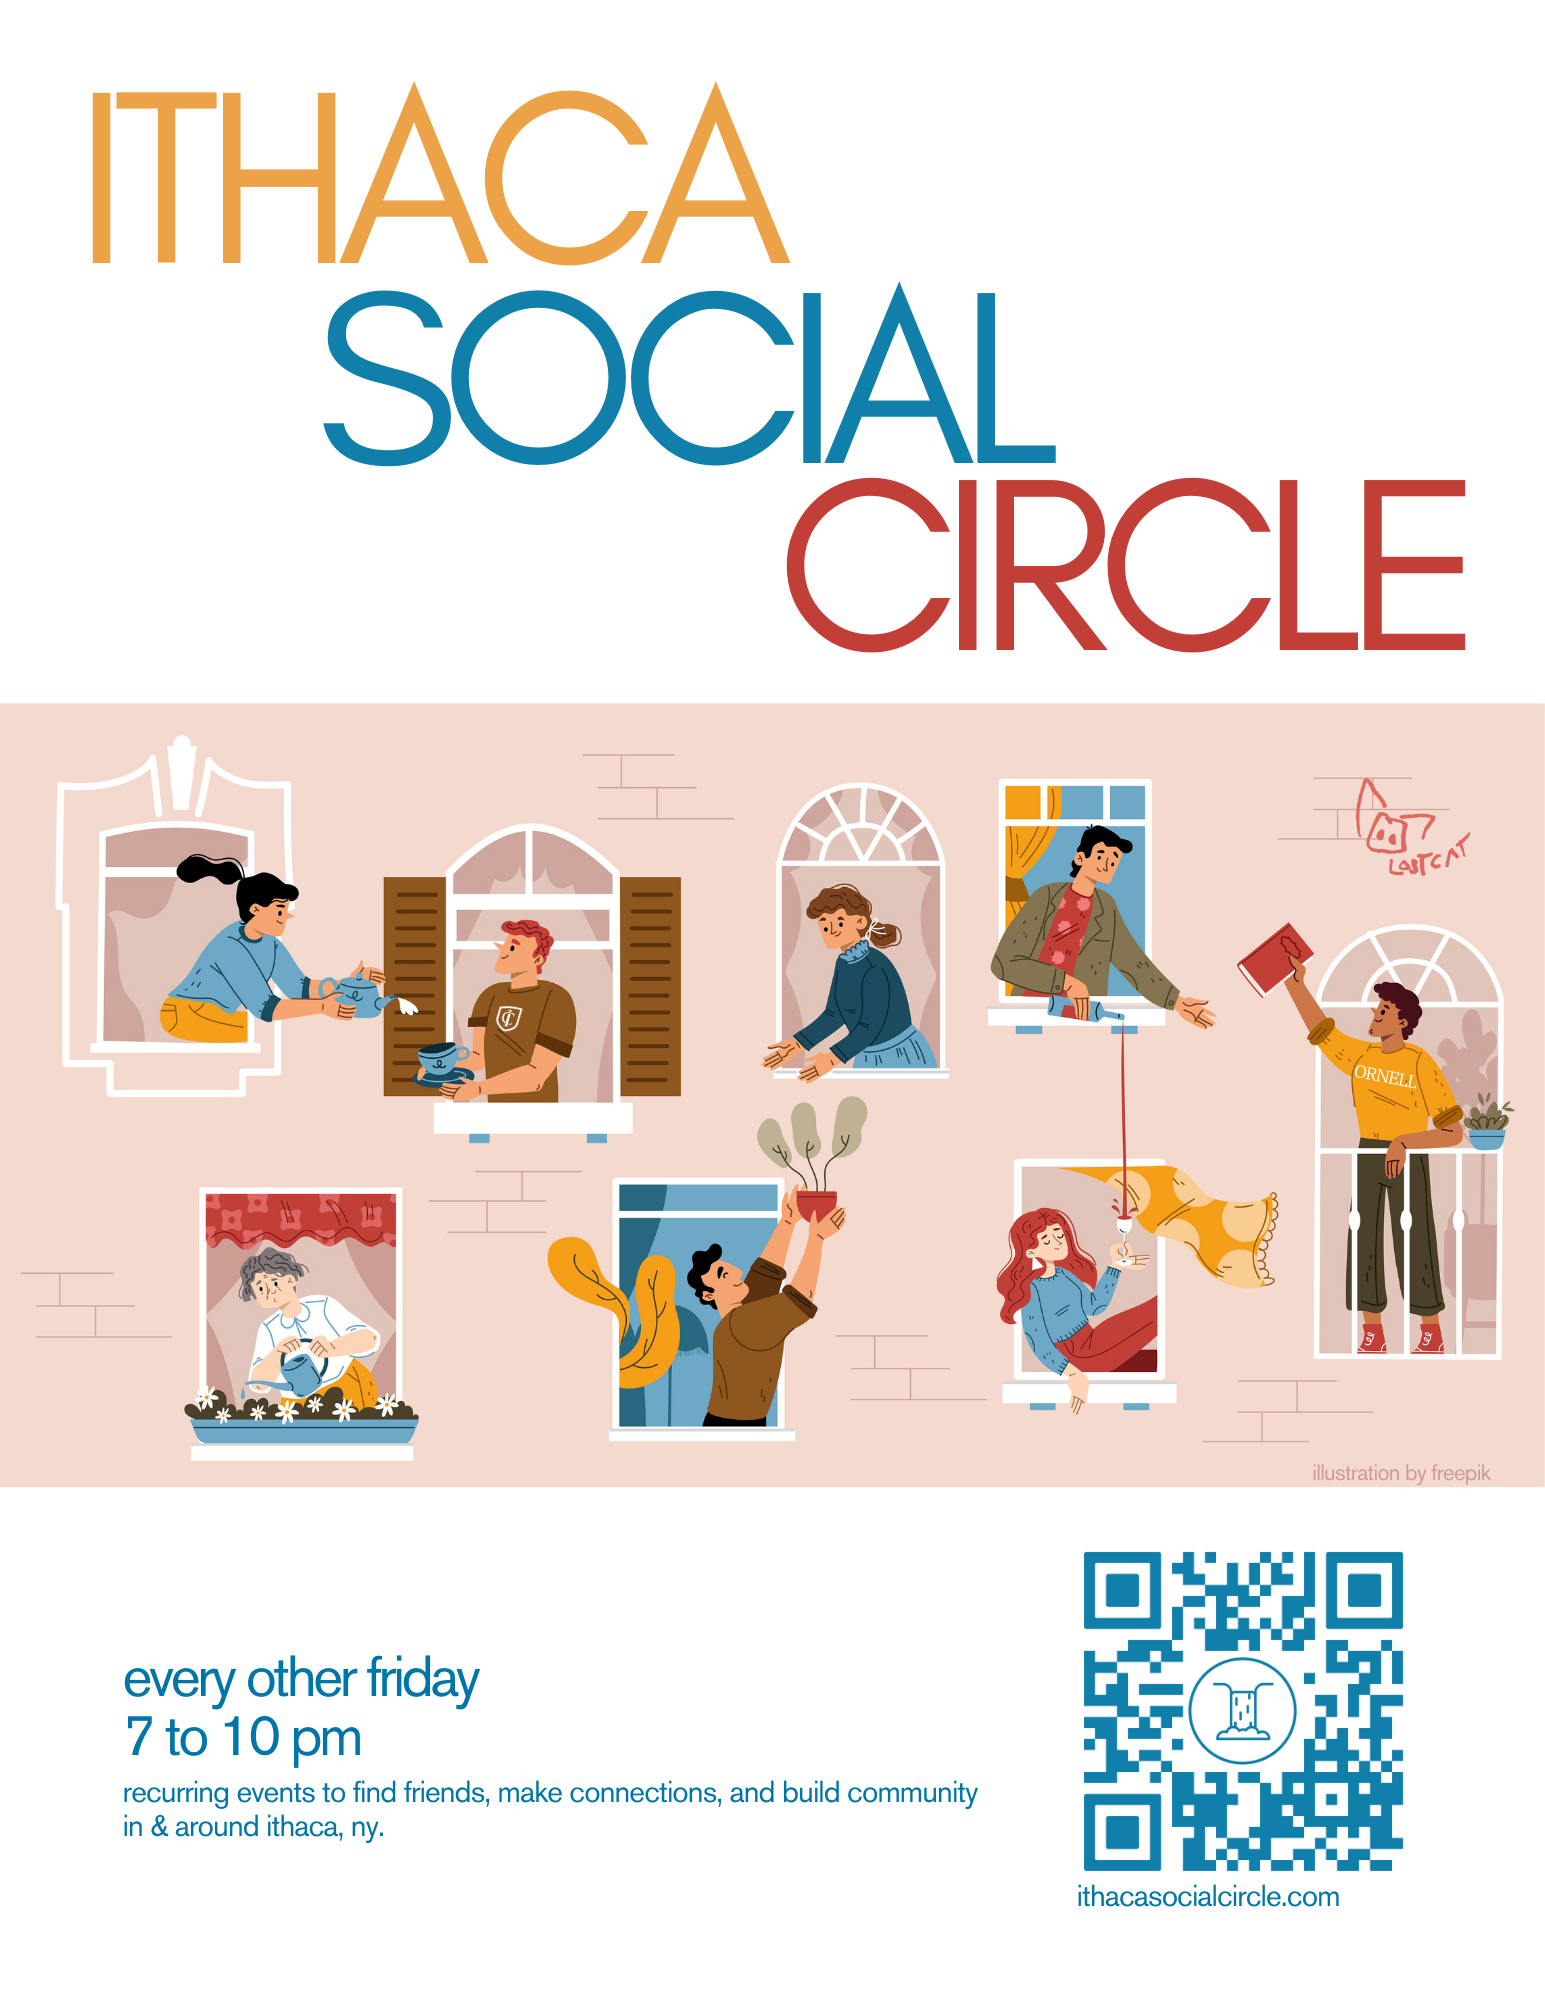 ITHACA
SOCIAL
CIRCLE
LOSTCAT
ORNELL
illustration by freepik
every other friday
7 to 10 pm
recurring events to find friends, make connections, and build community
in & around ithaca, ny.
ithacasocialcircle.com